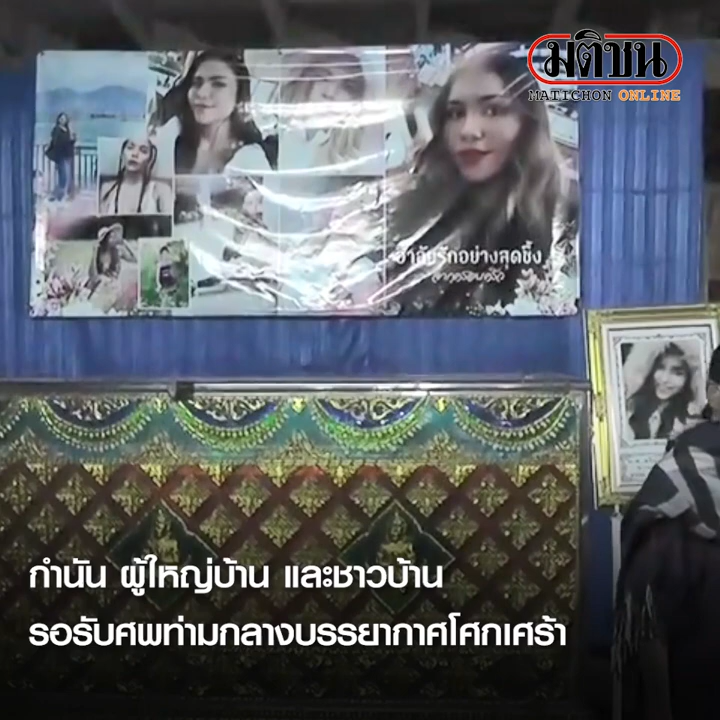 มติชน
MATICHON ONLINE
อาลัยรักอย่างสุดซึ้ง
กำนัน ผู้ใหญ่บ้าน และชาวบ้าน
รอรับศพท่ามกลางบรรยากาศโศกเศร้า